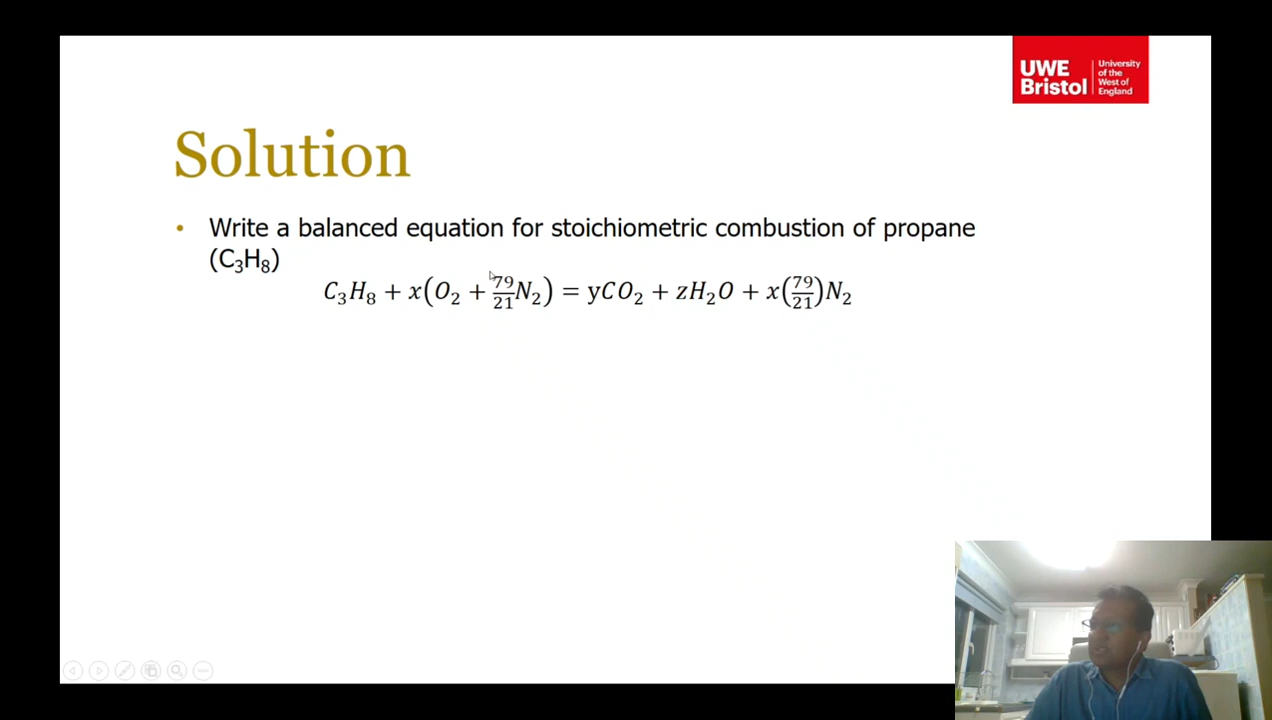 UWE Bristol
University of the West of England
Solution
• Write a balanced equation for stoichiometric combustion of propane
(C₃H₈)
C₃H₈ + x(O₂ + 79/21 N₂) = yCO₂ + zH₂O + x(79/21)N₂